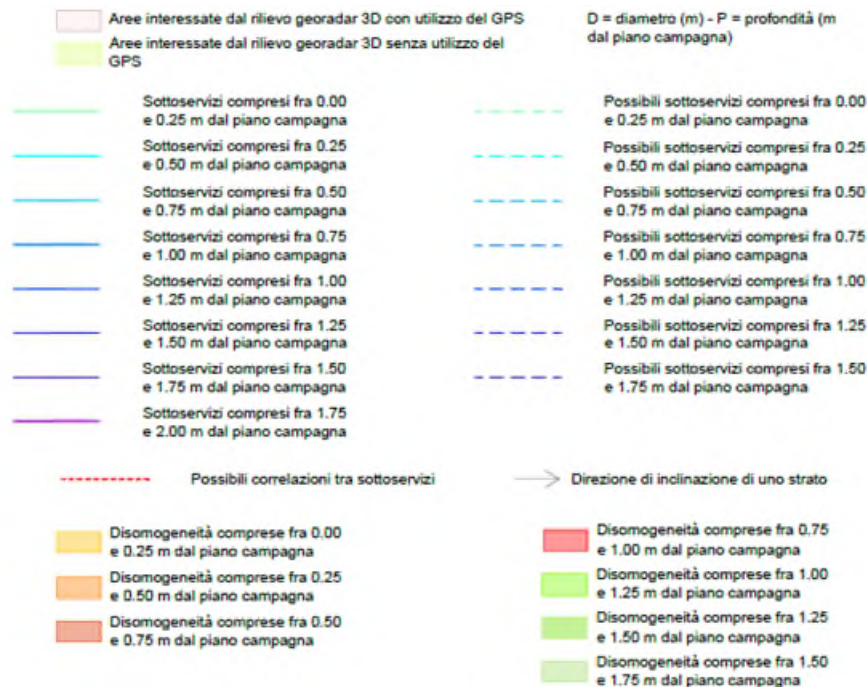 Aree interessate dal rilievo georadar 3D con utilizzo del GPS
Aree interessate dal rilievo georadar 3D senza utilizzo del
GPS
D = diametro (m) - P = profondità (m
dal piano campagna)
Sottoservizi compresi fra 0.00
e 0.25 m dal piano campagna
Sottoservizi compresi fra 0.25
e 0.50 m dal piano campagna
Sottoservizi compresi fra 0.50
e 0.75 m dal piano campagna
Sottoservizi compresi fra 0.75
e 1.00 m dal piano campagna
Sottoservizi compresi fra 1.00
e 1.25 m dal piano campagna
Sottoservizi compresi fra 1.25
e 1.50 m dal piano campagna
Sottoservizi compresi fra 1.50
e 1.75 m dal piano campagna
Sottoservizi compresi fra 1.75
e 2.00 m dal piano campagna
Possibili sottoservizi compresi fra 0.00
e 0.25 m dal piano campagna
Possibili sottoservizi compresi fra 0.25
e 0.50 m dal piano campagna
Possibili sottoservizi compresi fra 0.50
e 0.75 m dal piano campagna
Possibili sottoservizi compresi fra 0.75
e 1.00 m dal piano campagna
Possibili sottoservizi compresi fra 1.00
e 1.25 m dal piano campagna
Possibili sottoservizi compresi fra 1.25
e 1.50 m dal piano campagna
Possibili sottoservizi compresi fra 1.50
e 1.75 m dal piano campagna
Possibili correlazioni tra sottoservizi
Direzione di inclinazione di uno strato
Disomogeneità comprese fra 0.00
e 0.25 m dal piano campagna
Disomogeneità comprese fra 0.25
e 0.50 m dal piano campagna
Disomogeneità comprese fra 0.50
e 0.75 m dal piano campagna
Disomogeneità comprese fra 0.75
e 1.00 m dal piano campagna
Disomogeneità comprese fra 1.00
e 1.25 m dal piano campagna
Disomogeneità comprese fra 1.25
e 1.50 m dal piano campagna
Disomogeneità comprese fra 1.50
e 1.75 m dal piano campagna